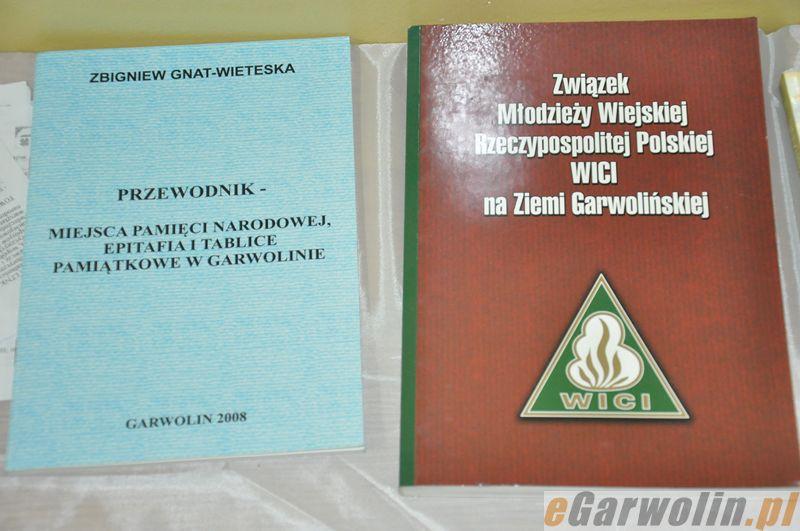 ZBIGNIEW GNAT-WIETESKA
PRZEWODNIK -
MIEJSCA PAMIĘCI NARODOWEJ,
EPITAFIA I TABLICE
PAMIĄTKOWE W GARWOLINIE
GARWOLIN 2008
Związek
Młodzieży Wiejskiej
Rzeczypospolitej Polskiej
WICI
na Ziemi Garwolińskiej
WICI
eGarwolin.pl